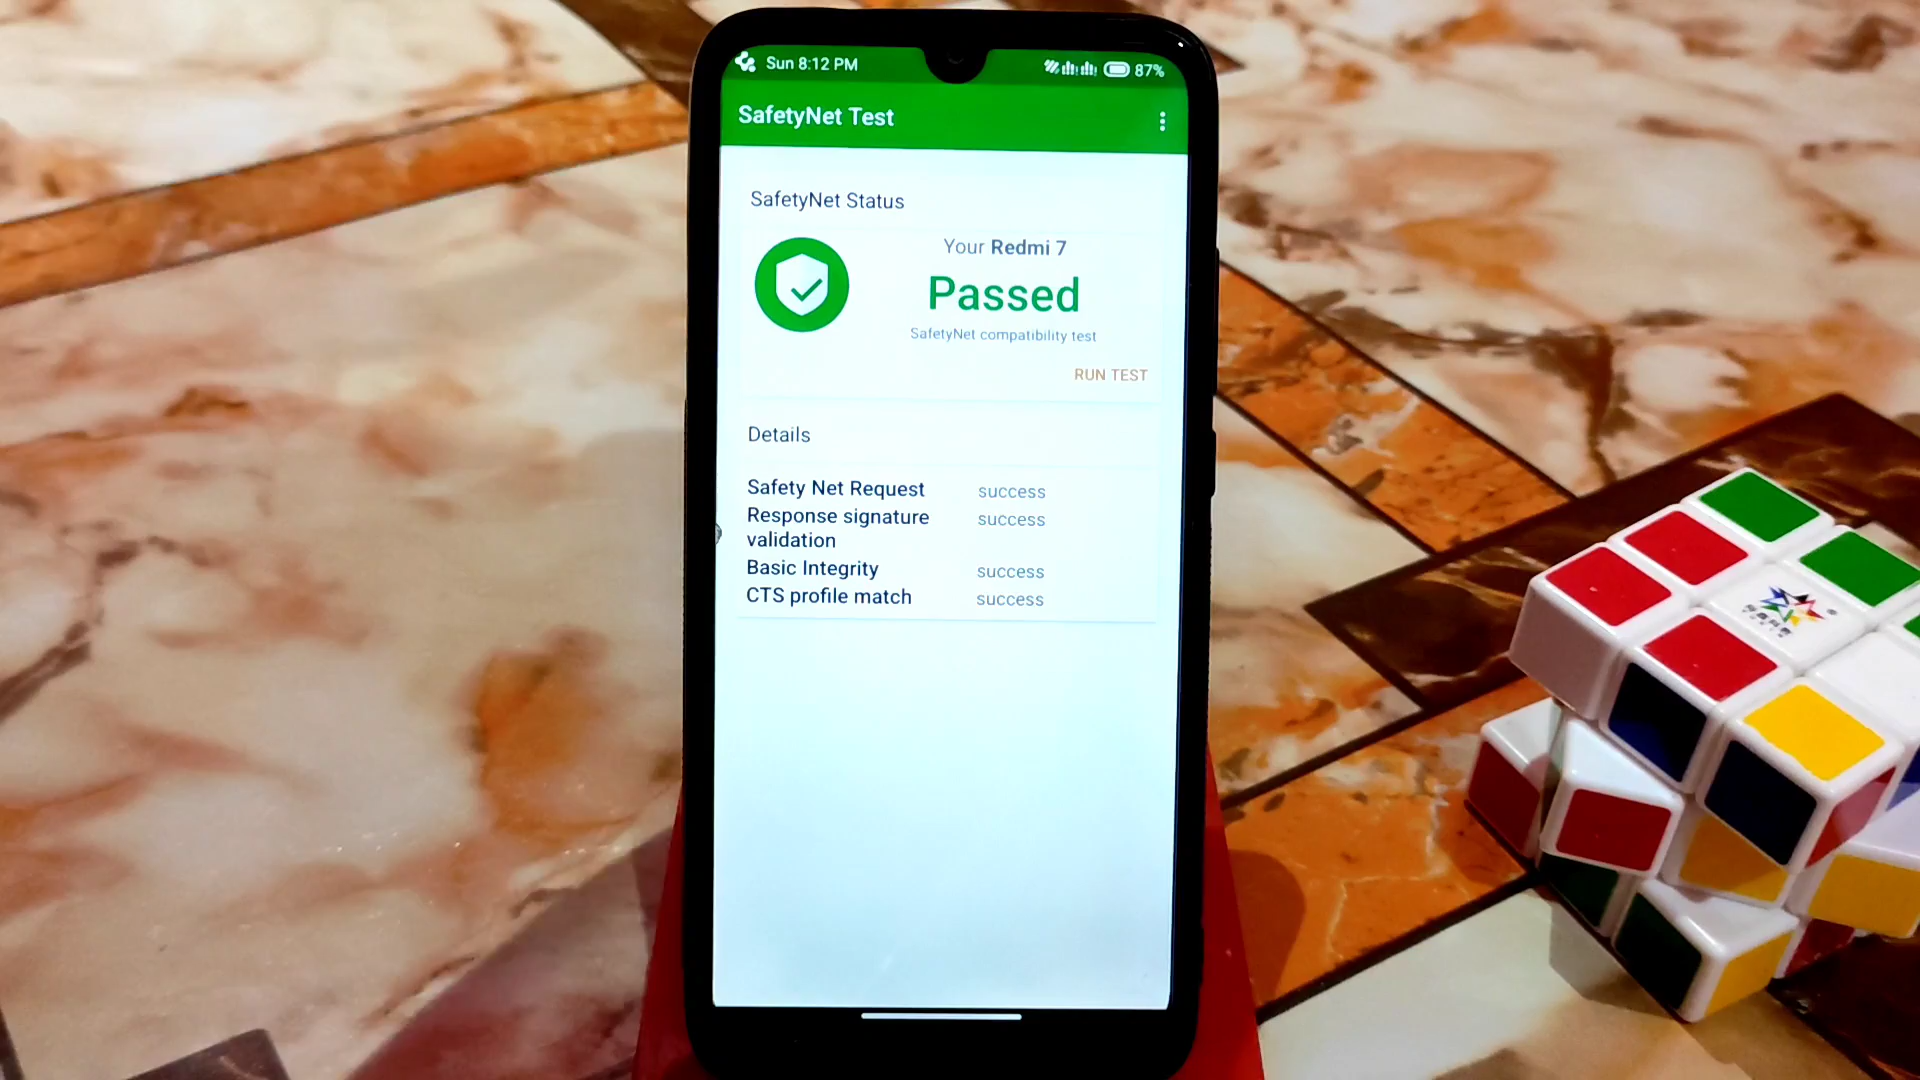 Sun 8:12 PM
87%
SafetyNet Test
SafetyNet Status
Your Redmi 7
Passed
SafetyNet compatibility test
RUN TEST
Details
Safety Net Request success
Response signature success
validation
Basic Integrity success
CTS profile match success